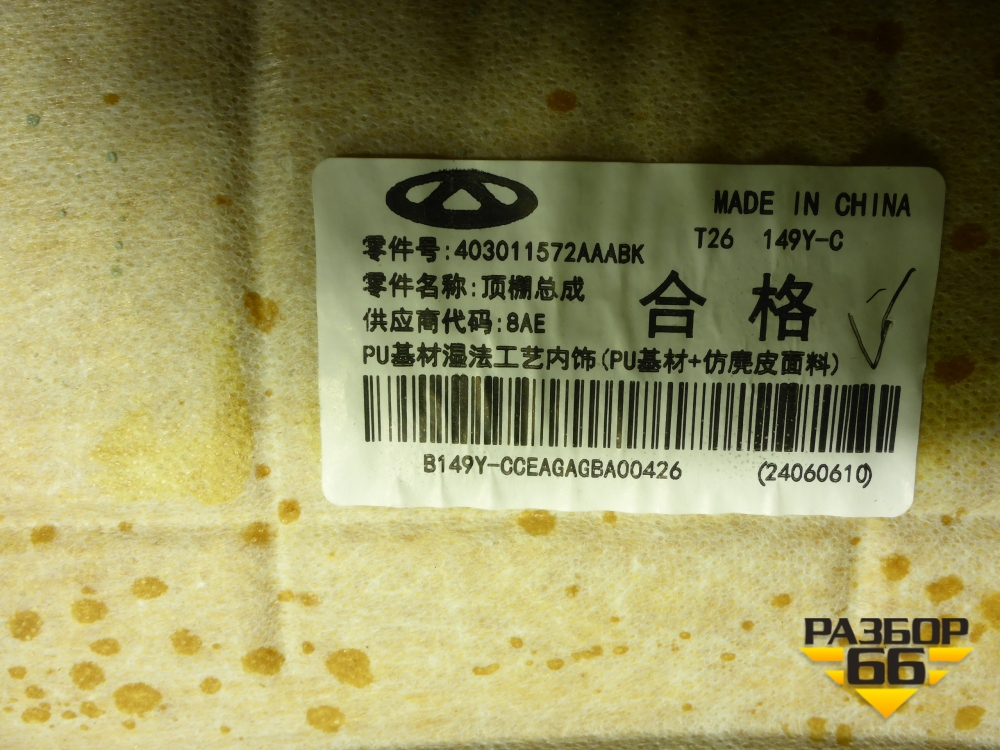 MADE IN CHINA
T26 149Y-C
零件号:403011572AAABK
零件名称:顶棚总成
供应商代码:8AE
合格
PU基材湿法工艺内饰(PU基材+仿麂皮面料)
B149Y-CCEAGAGBA00426 (24060610)
РАЗБОР
66